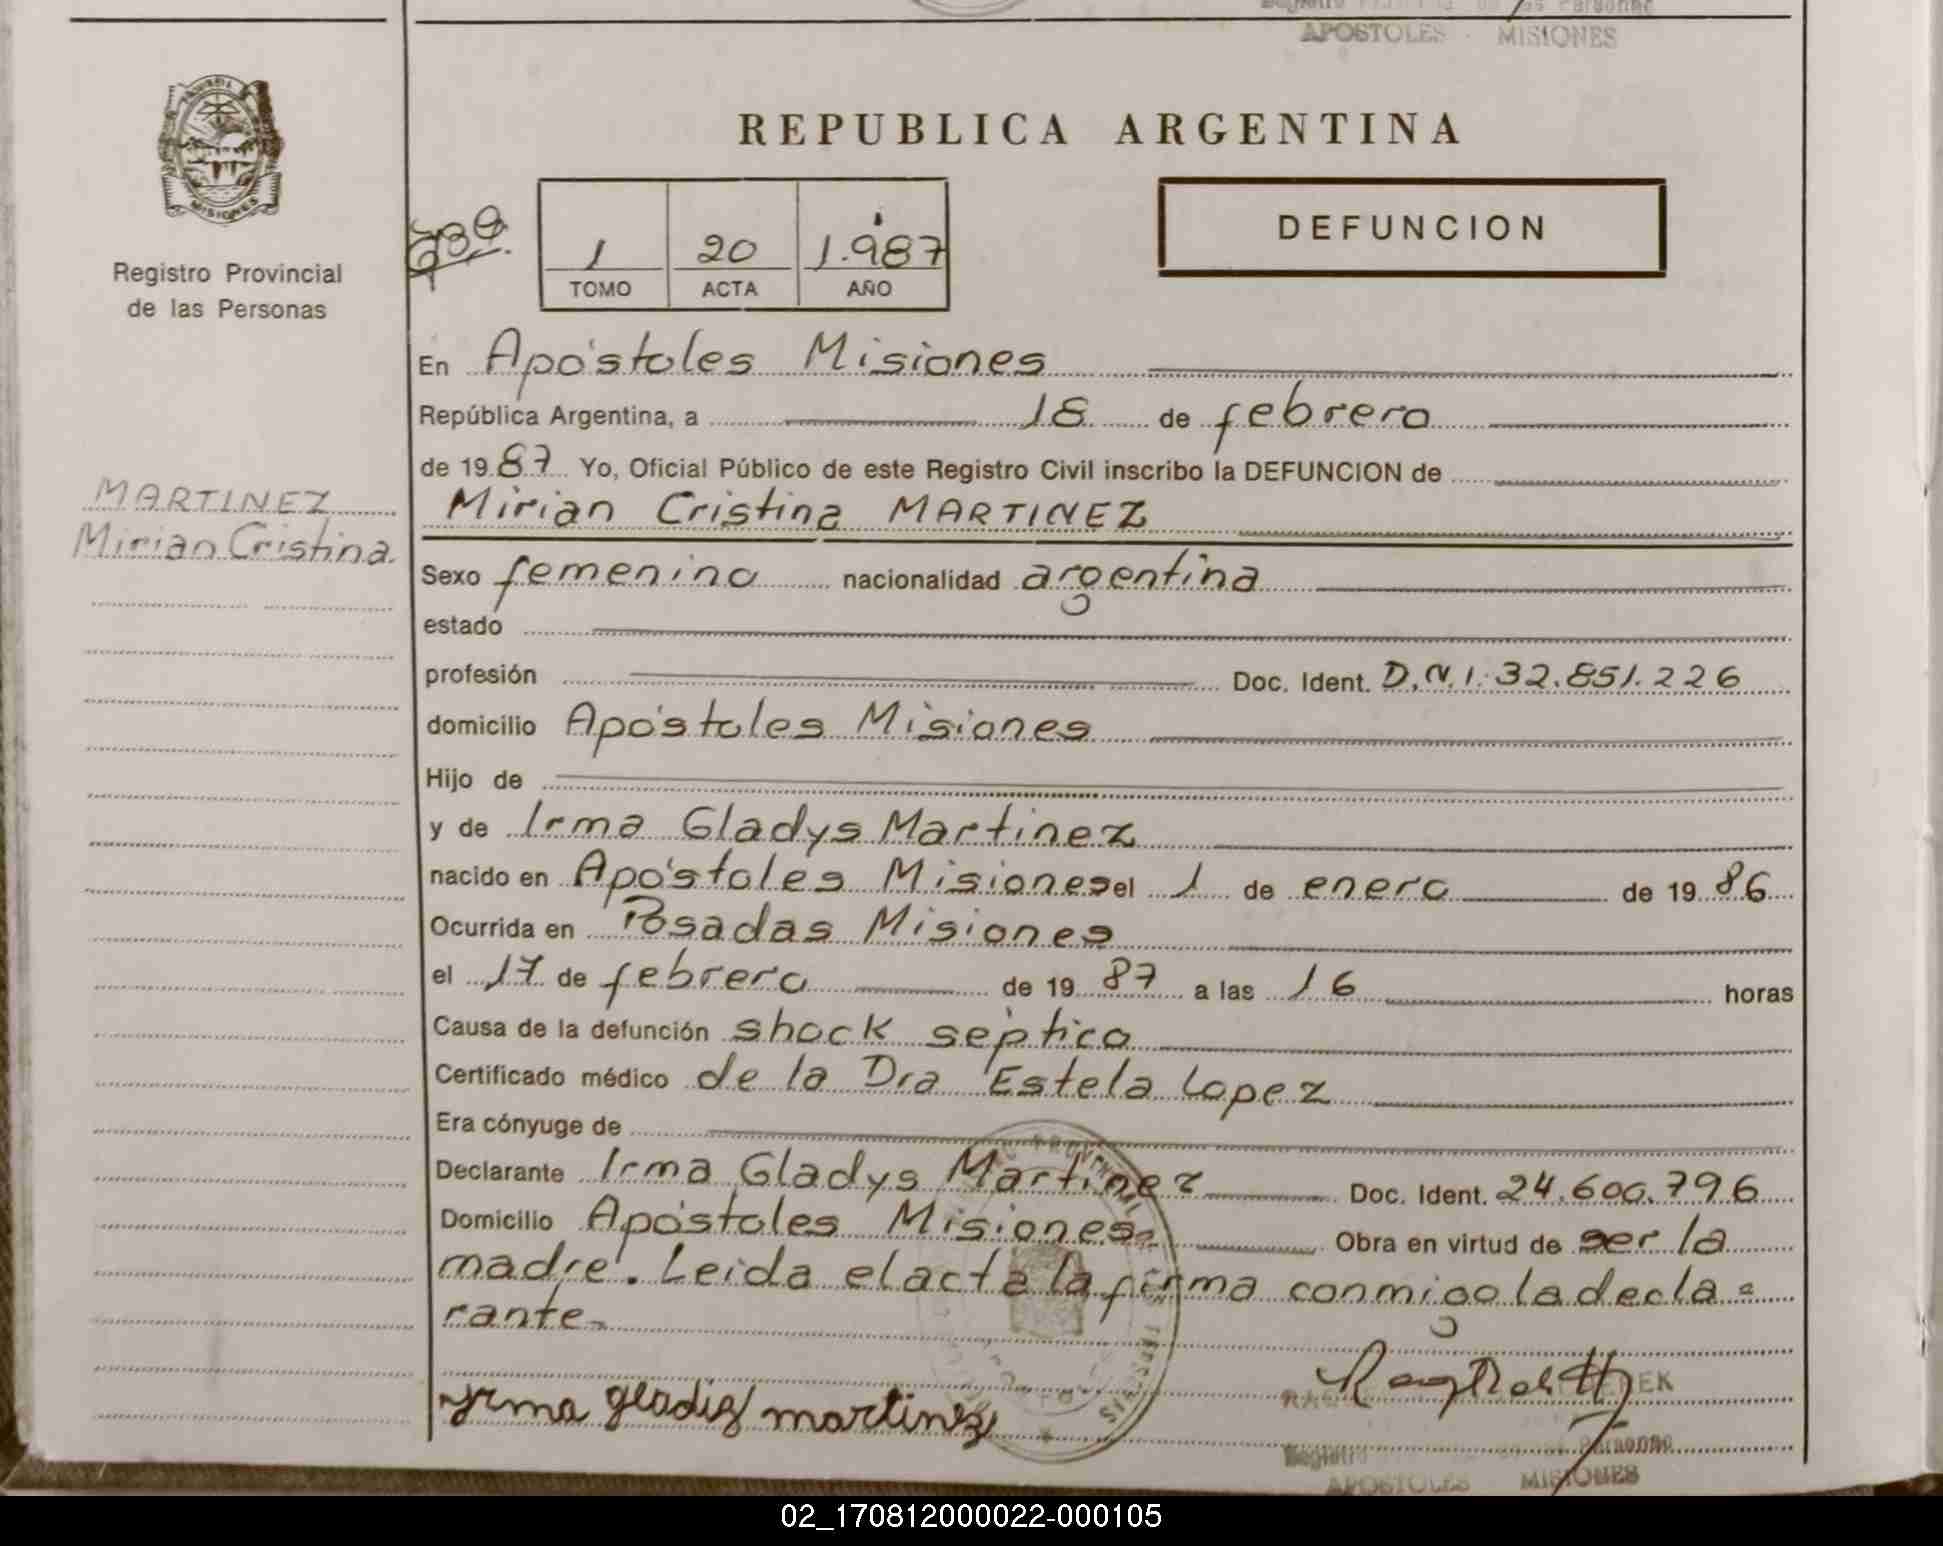 APOSTOLES - MISIONES
REPUBLICA ARGENTINA
MISIONES
Registro Provincial
de las Personas
1 20 1.987
TOMO ACTA AÑO
DEFUNCION
En Apóstoles Misiones
República Argentina, a 18 de febrero
de 1987 Yo, Oficial Público de este Registro Civil inscribo la DEFUNCION de
MARTINEZ
Mirian Cristina
Mirian Cristina MARTINEZ
Sexo femenino nacionalidad argentina
estado
profesión Doc. Ident. D.N.I. 32.851.226
domicilio Apóstoles Misiones
Hijo de
y de Irma Gladys Martinez
nacido en Apóstoles Misiones el 1 de enero de 1986
Ocurrida en Posadas Misiones
el 17 de febrero de 1987 a las 16 horas
Causa de la defunción shock séptico
Certificado médico de la Dra Estela Lopez
Era cónyuge de
Declarante Irma Gladys Martinez Doc. Ident. 24.600.796
Domicilio Apóstoles Misiones Obra en virtud de ser la
madre. Leida el acta la firma conmigo la decla=
rante-
yrma gladis martinez
APOSTOLES MISIONES
02_170812000022-000105